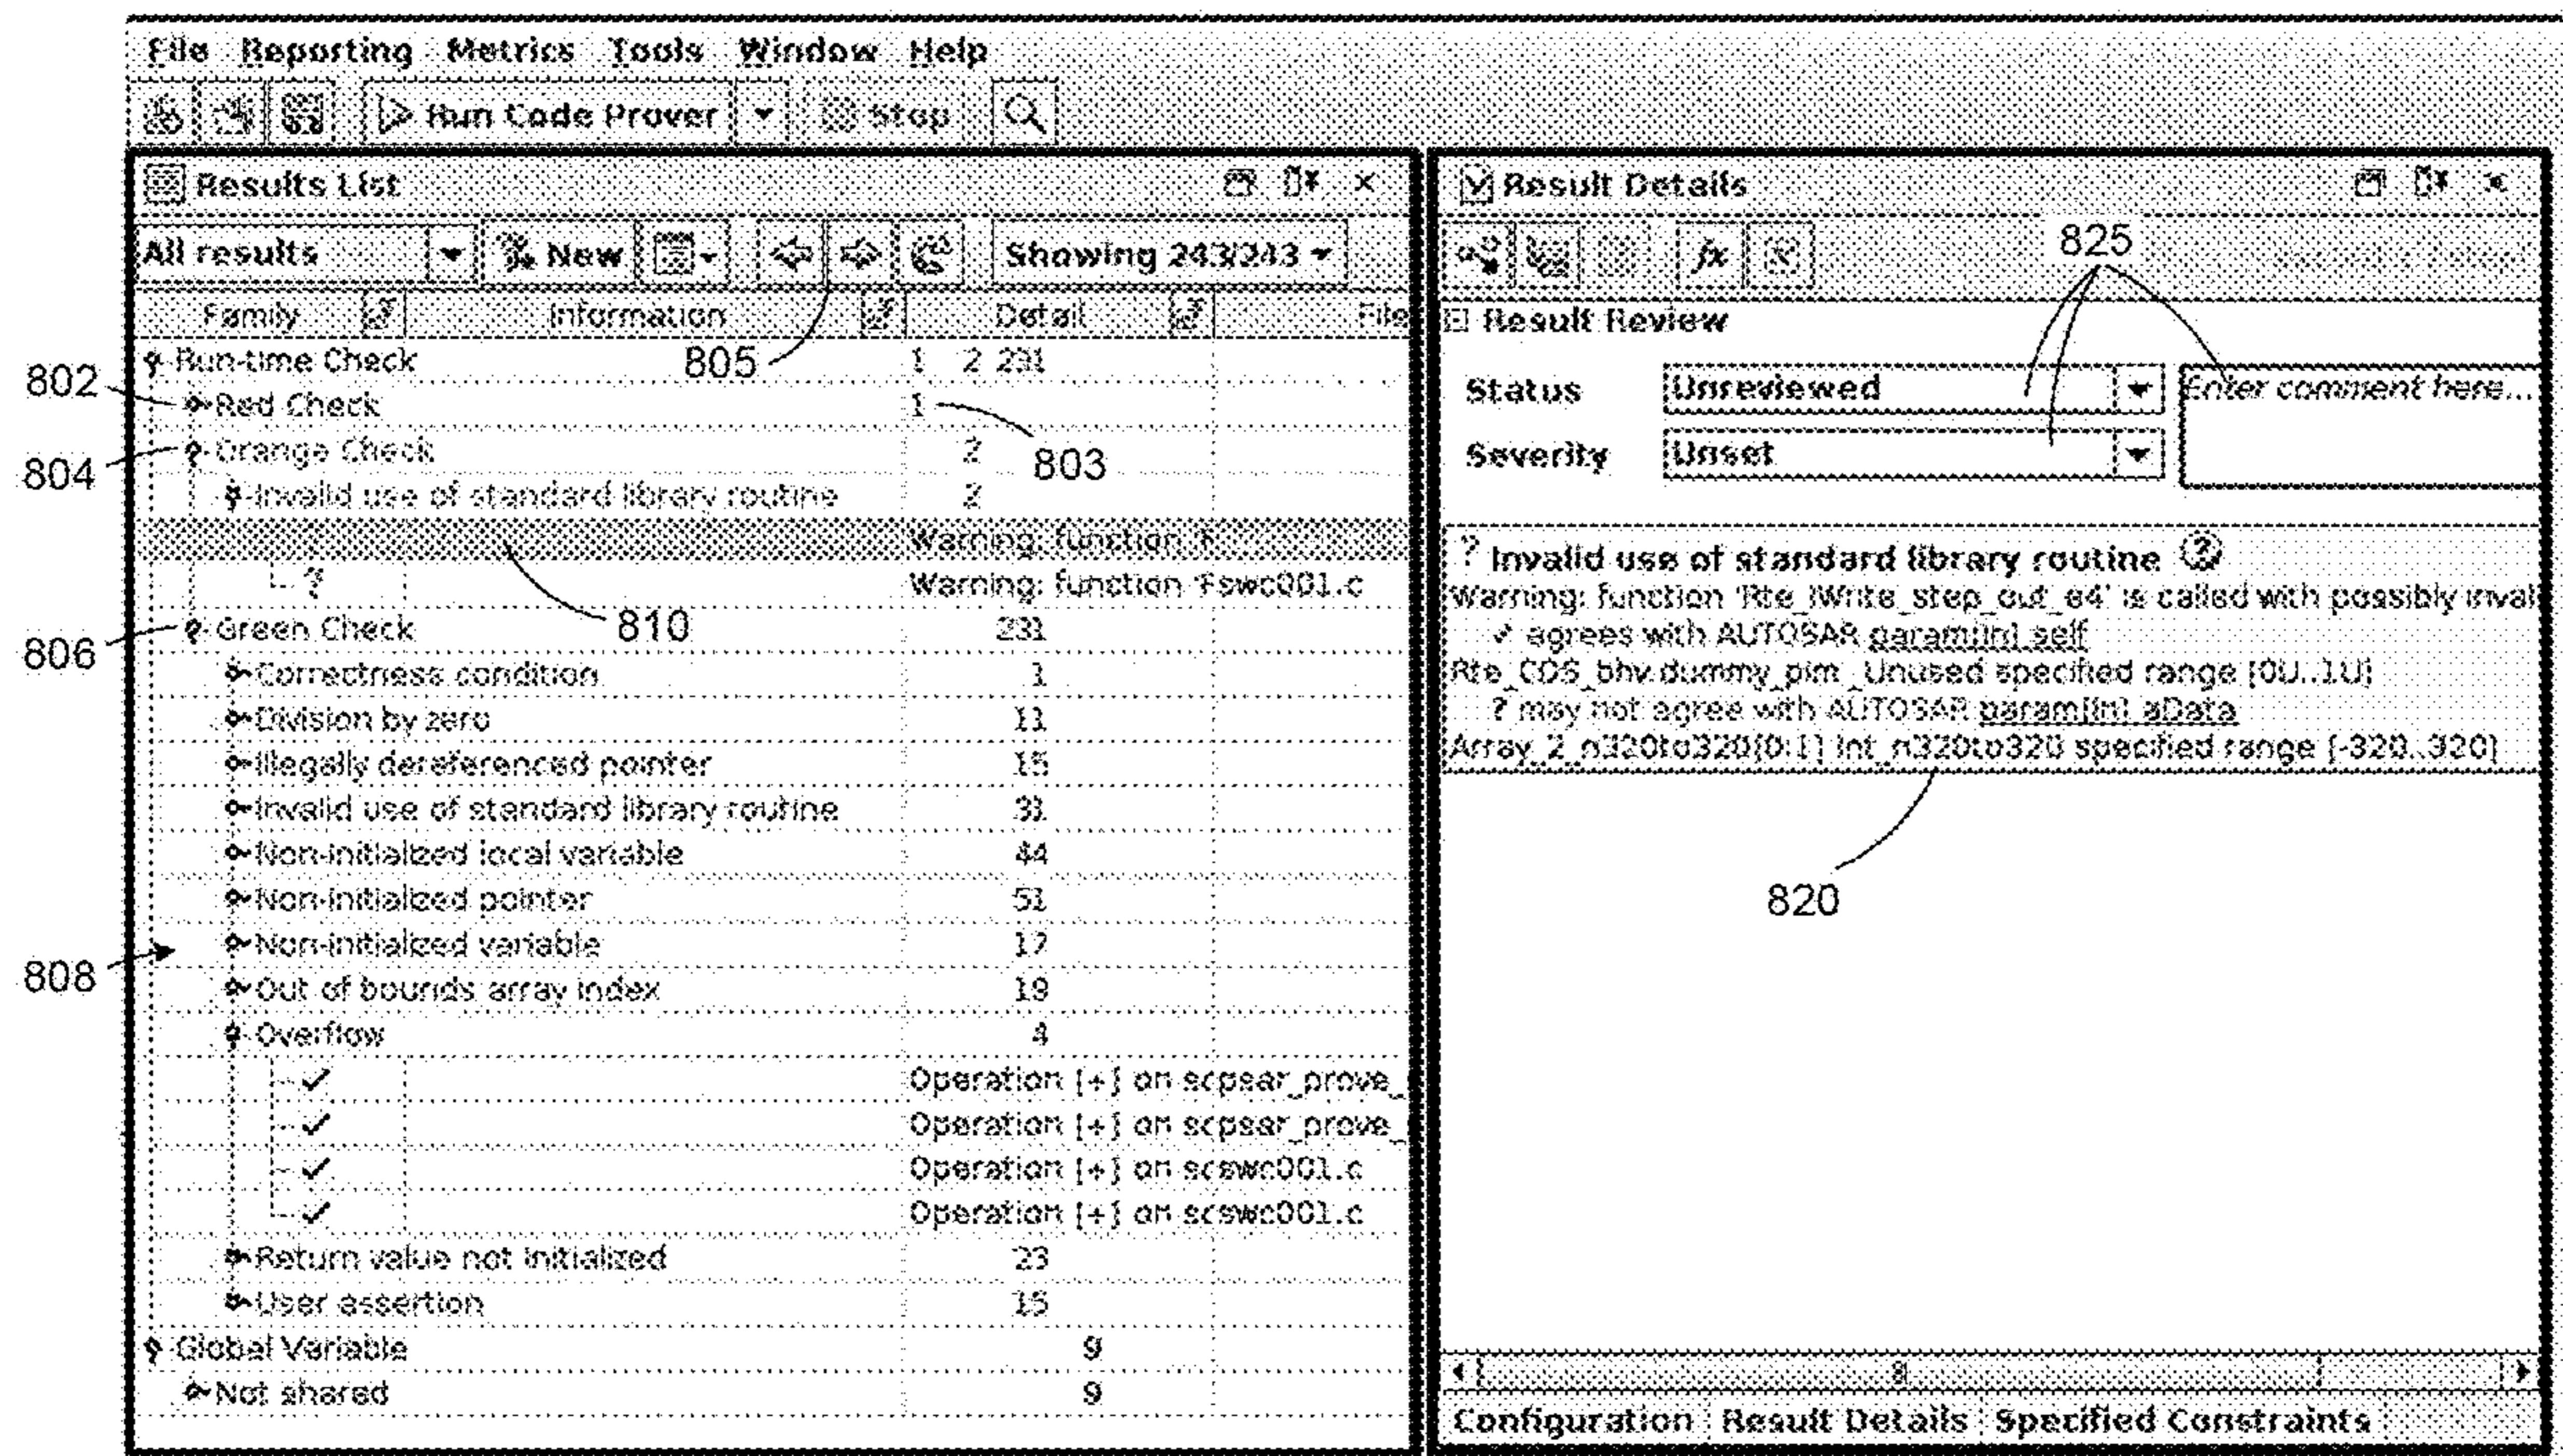 File Reporting Metrics Tools Window Help
Run Code Prover Stop
Results List
All results New Showing 243/243
Family Information Detail File
Run-time Check 1 2 231
805
802
Red Check 1
803
Orange Check 2
804
Invalid use of standard library routine 2
Warning: function 'F
? Warning: function 'Fswc001.c
810
Green Check 231
806
Correctness condition 1
Division by zero 11
Illegally dereferenced pointer 15
Invalid use of standard library routine 31
Non-initialized local variable 44
Non-initialized pointer 51
Non-initialized variable 17
808
Out of bounds array index 19
Overflow 4
Operation [+] on scpsar_prove_
Operation [+] on scpsar_prove_
Operation [+] on scswc001.c
Operation [+] on scswc001.c
Return value not initialized 23
User assertion 15
Global Variable 9
Not shared 9
Result Details
fx
825
Result Review
Status Unreviewed Enter comment here...
Severity Unset
? Invalid use of standard library routine ?
Warning: function 'Rte_IWrite_step_out_e4' is called with possibly inval
✓ agrees with AUTOSAR param[in] self
Rte_CDS_bhv.dummy_pim _Unused specified range [0U..1U]
? may not agree with AUTOSAR param[in] aData
Array_2_n320to320[0:1] Int_n320to320 specified range [-320..320]
820
Configuration Result Details Specified Constraints